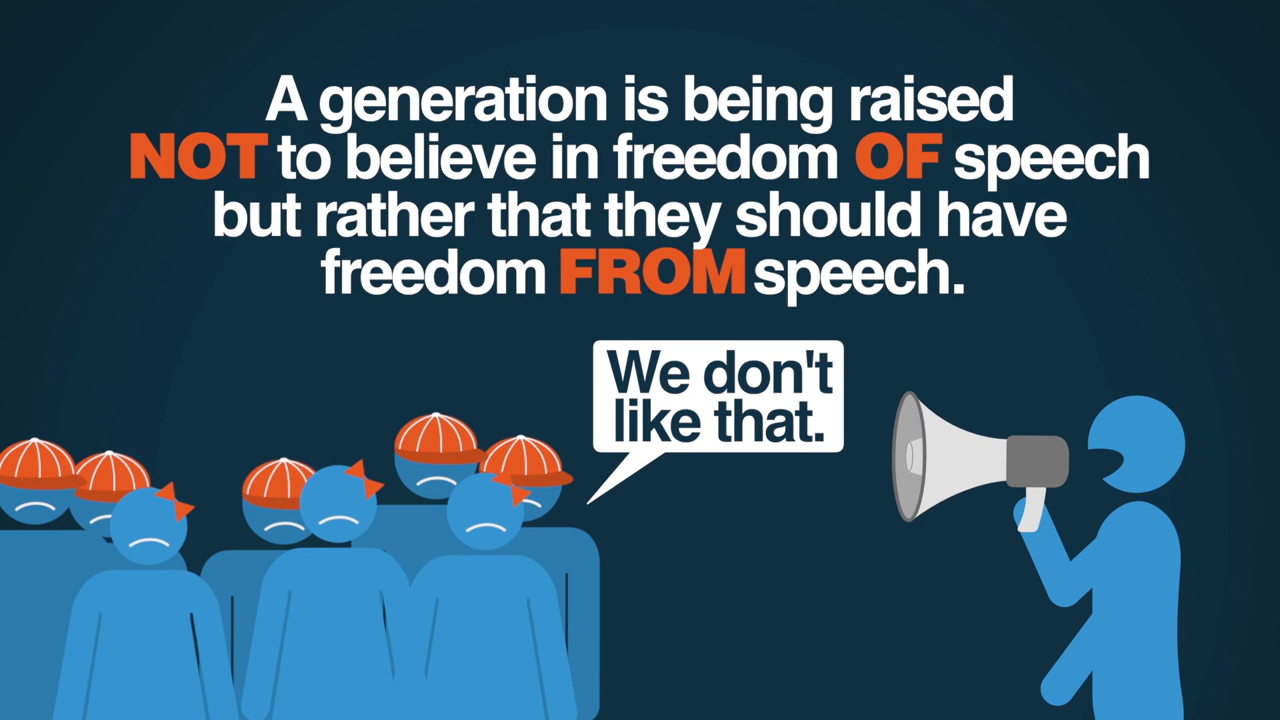 A generation is being raised
NOT to believe in freedom OF speech
but rather that they should have
freedom FROM speech.
We don't
like that.